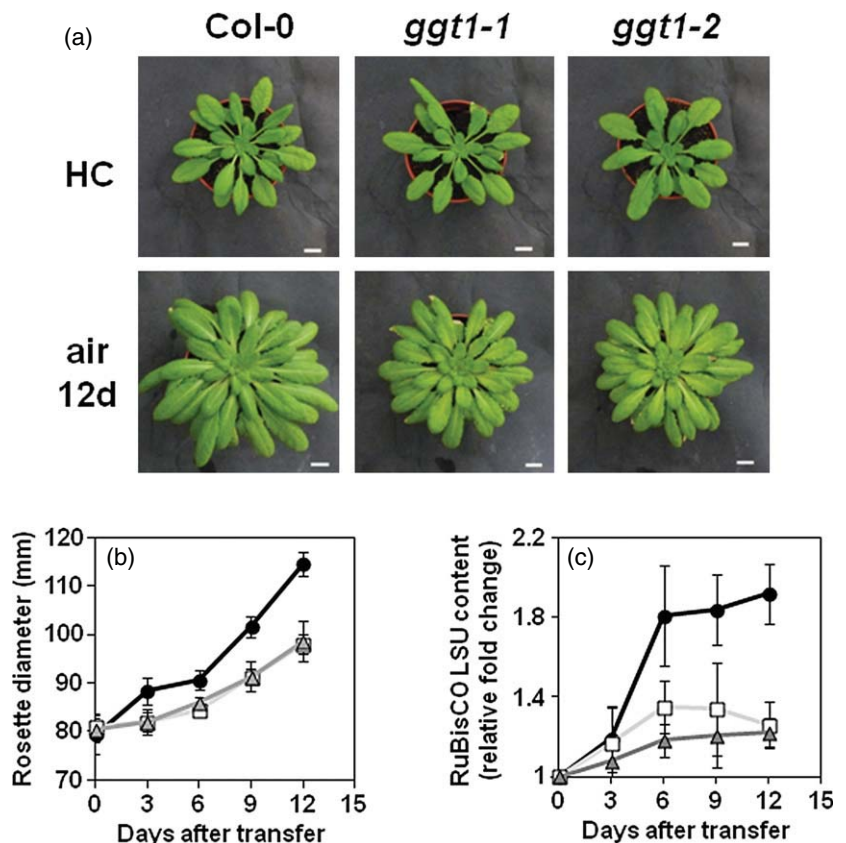 (a)
Col-0 ggt1-1 ggt1-2
HC
air
12d
(b)
Rosette diameter (mm)
120
110
100
90
80
70
0 3 6 9 12 15
Days after transfer
(c)
RuBisCO LSU content
(relative fold change)
2.2
1.8
1.4
1
0 3 6 9 12 15
Days after transfer